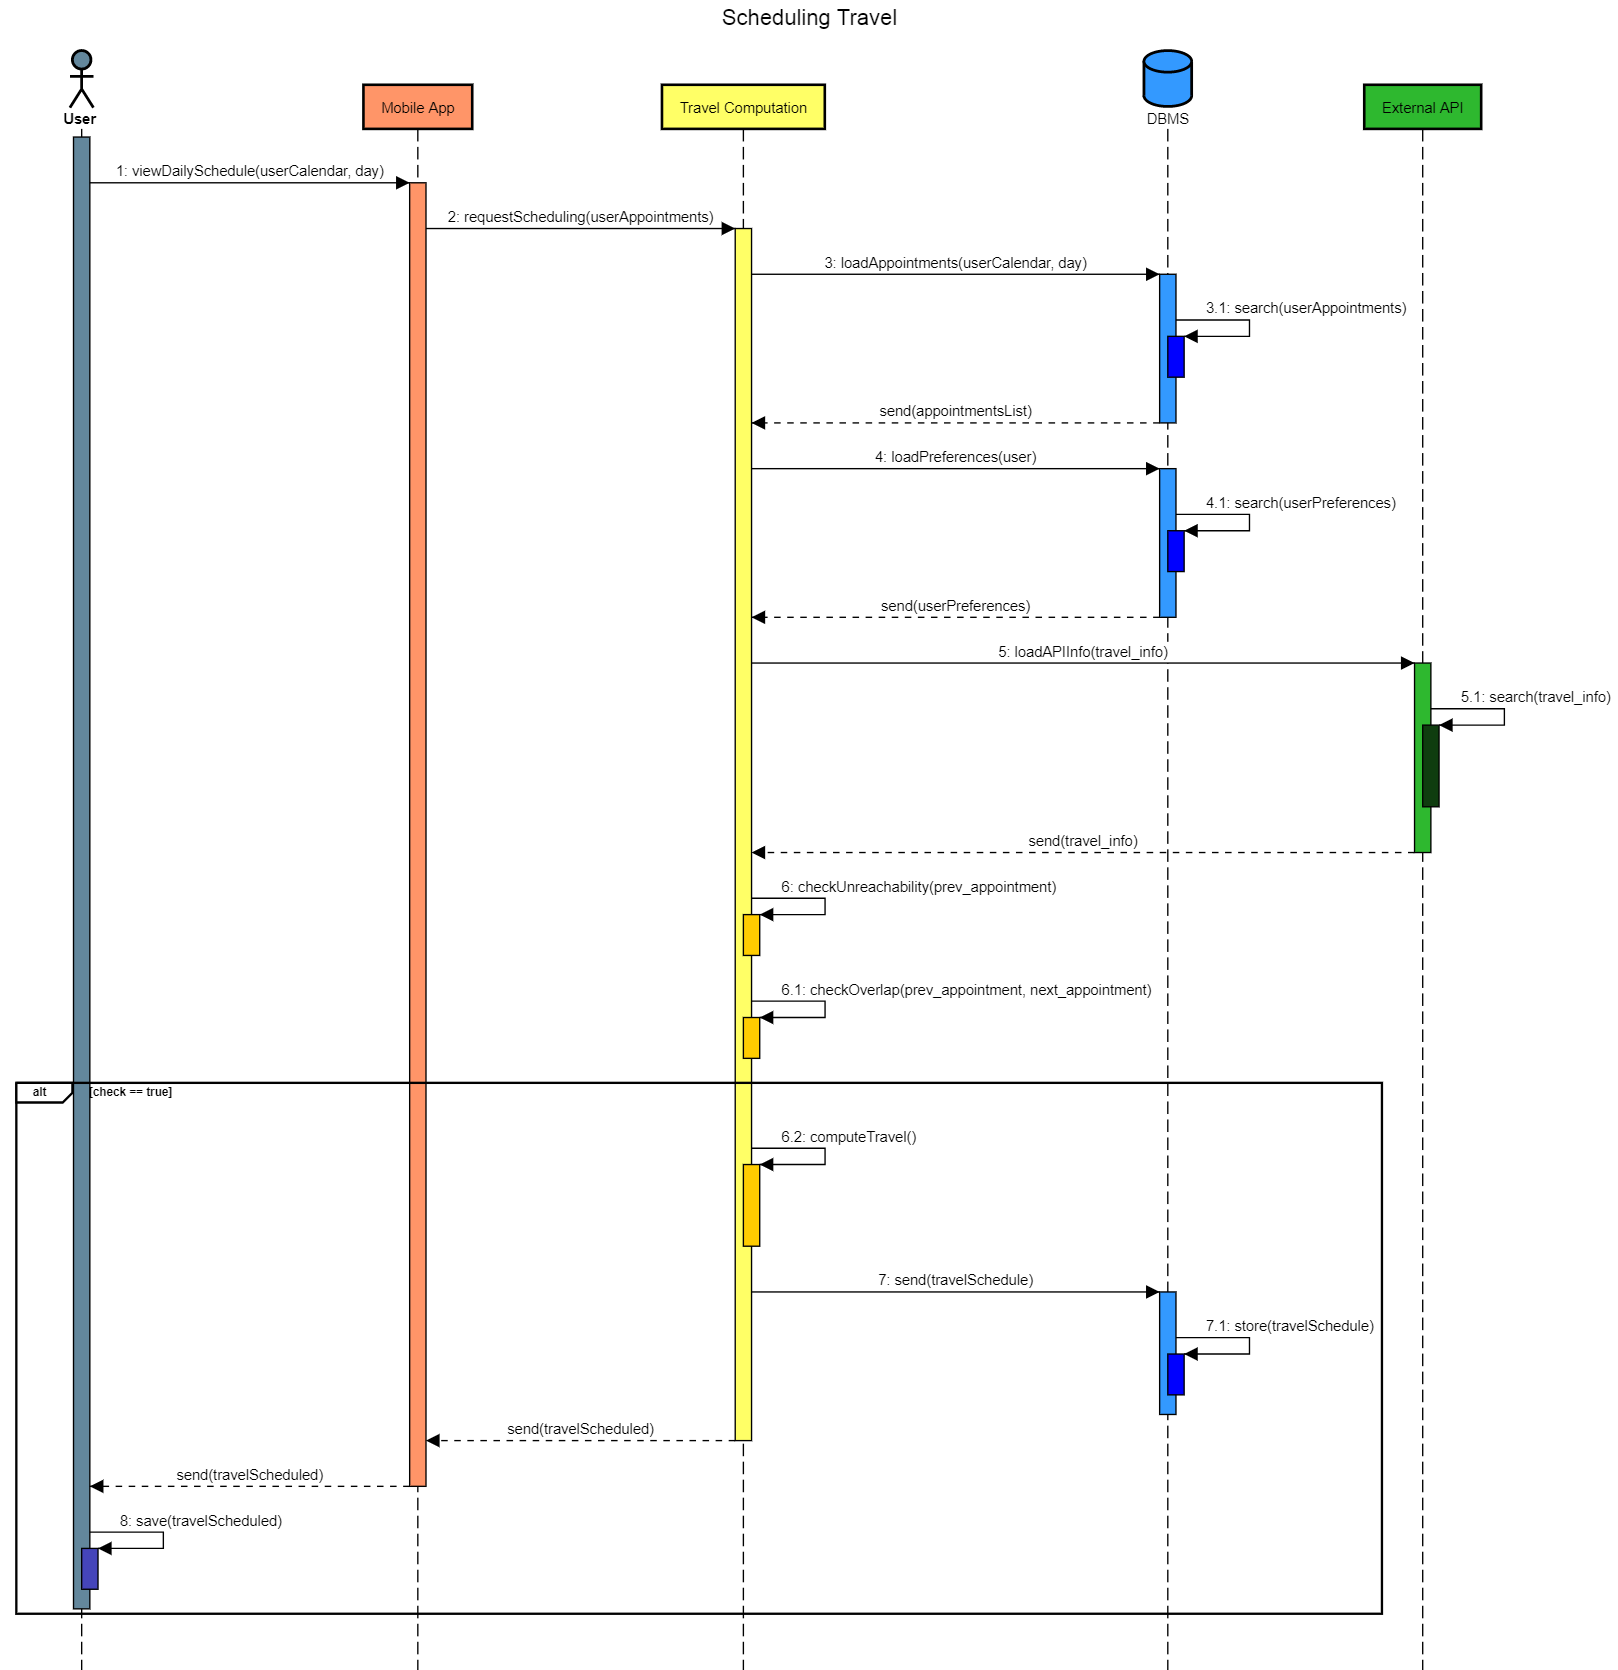 Scheduling Travel
User
Mobile App
Travel Computation
DBMS
External API
1: viewDailySchedule(userCalendar, day)
2: requestScheduling(userAppointments)
3: loadAppointments(userCalendar, day)
3.1: search(userAppointments)
send(appointmentsList)
4: loadPreferences(user)
4.1: search(userPreferences)
send(userPreferences)
5: loadAPIInfo(travel_info)
5.1: search(travel_info)
send(travel_info)
6: checkUnreachability(prev_appointment)
6.1: checkOverlap(prev_appointment, next_appointment)
alt
[check == true]
6.2: computeTravel()
7: send(travelSchedule)
7.1: store(travelSchedule)
send(travelScheduled)
send(travelScheduled)
8: save(travelScheduled)